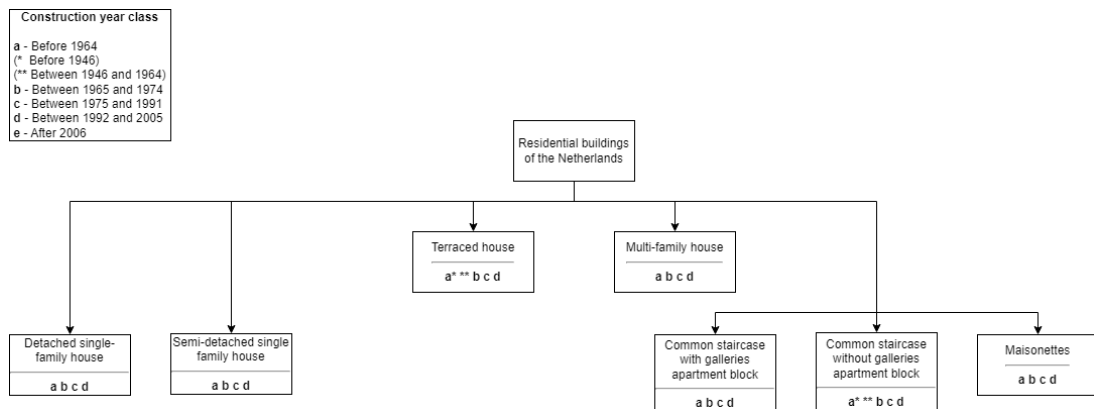 Construction year class
a - Before 1964
(* Before 1946)
(** Between 1946 and 1964)
b - Between 1965 and 1974
c - Between 1975 and 1991
d - Between 1992 and 2005
e - After 2006
Residential buildings
of the Netherlands
Terraced house
a* ** b c d
Multi-family house
a b c d
Detached single-
family house
a b c d
Semi-detached single
family house
a b c d
Common staircase
with galleries
apartment block
a b c d
Common staircase
without galleries
apartment block
a* ** b c d
Maisonettes
a b c d